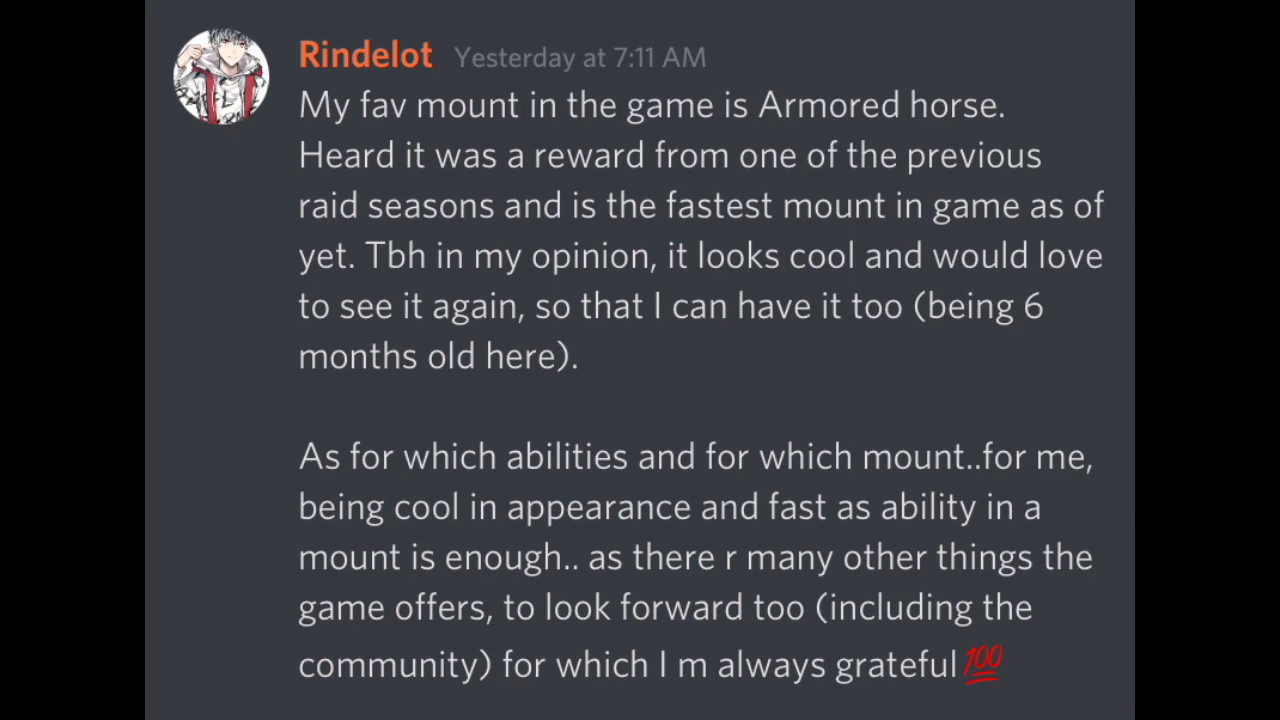 Rindelot Yesterday at 7:11 AM
My fav mount in the game is Armored horse.
Heard it was a reward from one of the previous
raid seasons and is the fastest mount in game as of
yet. Tbh in my opinion, it looks cool and would love
to see it again, so that I can have it too (being 6
months old here).
As for which abilities and for which mount..for me,
being cool in appearance and fast as ability in a
mount is enough.. as there r many other things the
game offers, to look forward too (including the
community) for which I m always grateful💯